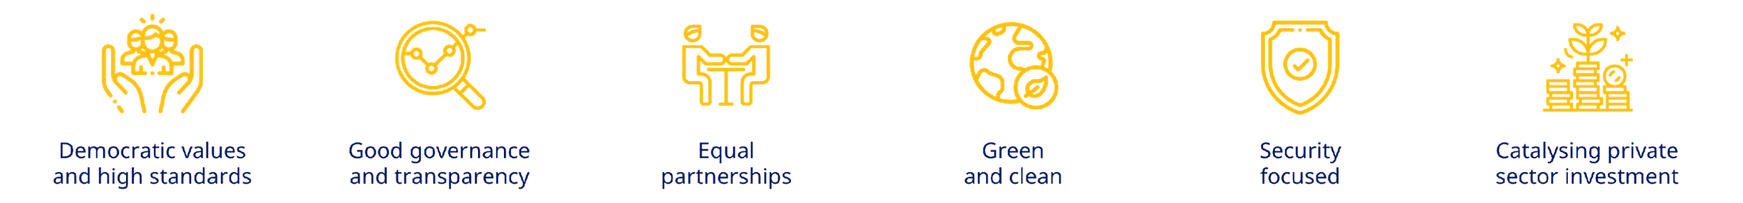 Democratic values
and high standards
Good governance
and transparency
Equal
partnerships
Green
and clean
Security
focused
Catalysing private
sector investment